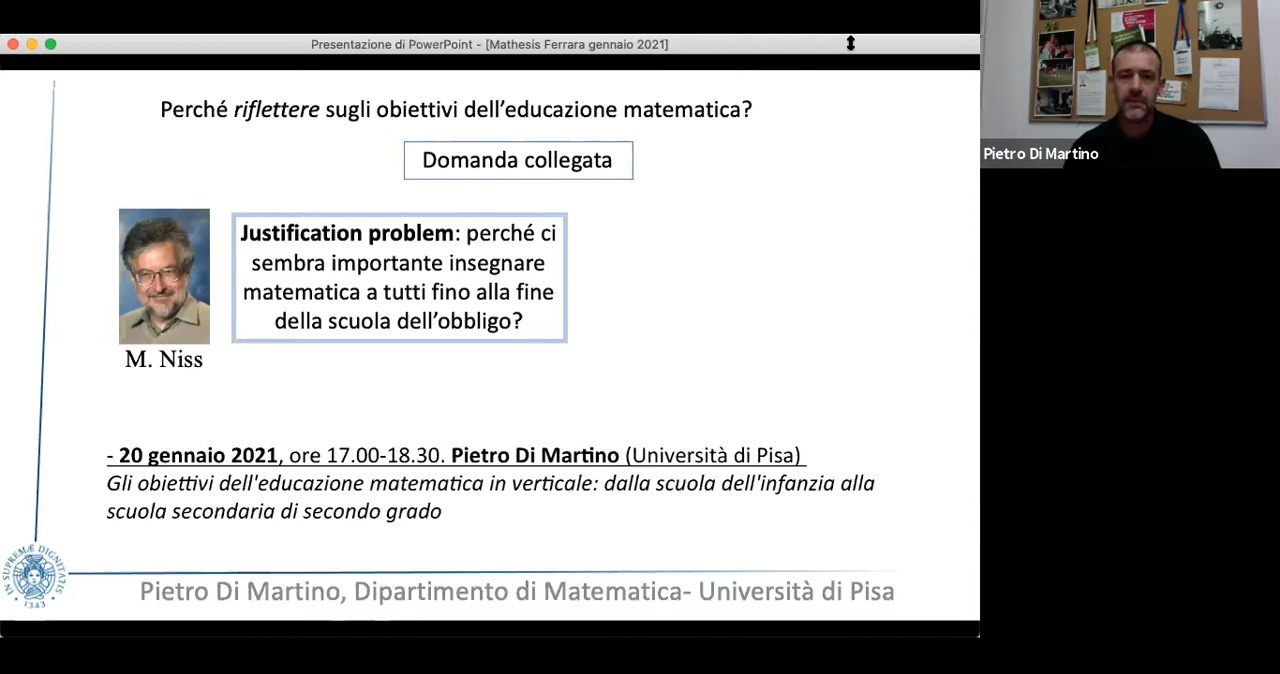 Presentazione di PowerPoint - [Mathesis Ferrara gennaio 2021]
Perché riflettere sugli obiettivi dell'educazione matematica?
Domanda collegata
Justification problem: perché ci
sembra importante insegnare
matematica a tutti fino alla fine
della scuola dell'obbligo?
M. Niss
- 20 gennaio 2021, ore 17.00-18.30. Pietro Di Martino (Università di Pisa)
Gli obiettivi dell'educazione matematica in verticale: dalla scuola dell'infanzia alla
scuola secondaria di secondo grado
IN SUPREMÆ DIGNITATIS
1343
Pietro Di Martino, Dipartimento di Matematica- Università di Pisa
Pietro Di Martino